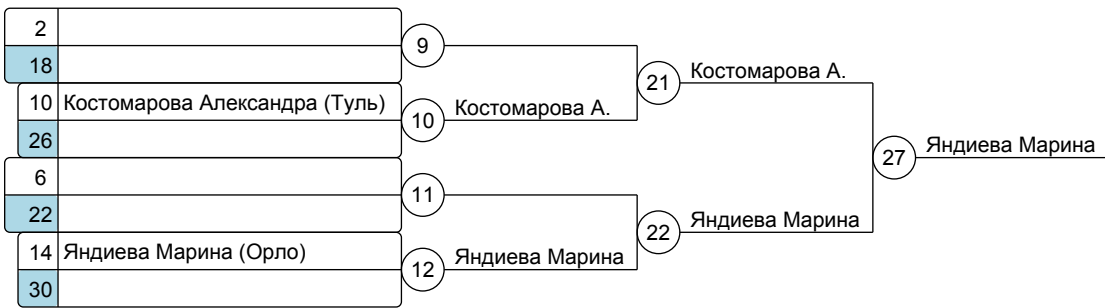 2
18
9
10 Костомарова Александра (Туль)
26
10
Костомарова А.
21
Костомарова А.
6
22
11
14 Яндиева Марина (Орло)
30
12
Яндиева Марина
22
Яндиева Марина
27
Яндиева Марина